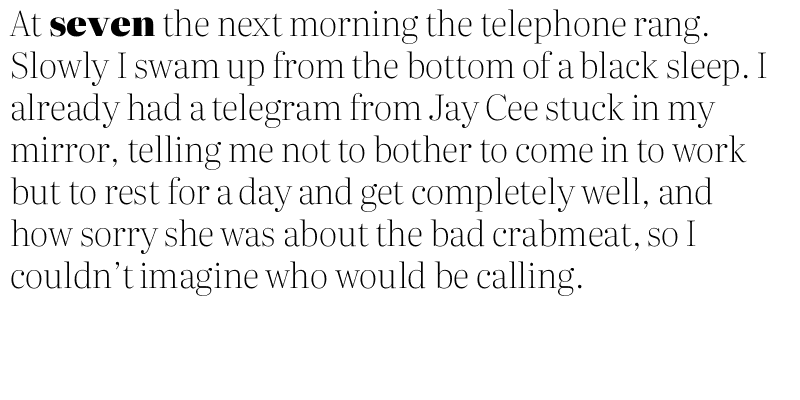 At seven the next morning the telephone rang.
Slowly I swam up from the bottom of a black sleep. I
already had a telegram from Jay Cee stuck in my
mirror, telling me not to bother to come in to work
but to rest for a day and get completely well, and
how sorry she was about the bad crabmeat, so I
couldn’t imagine who would be calling.